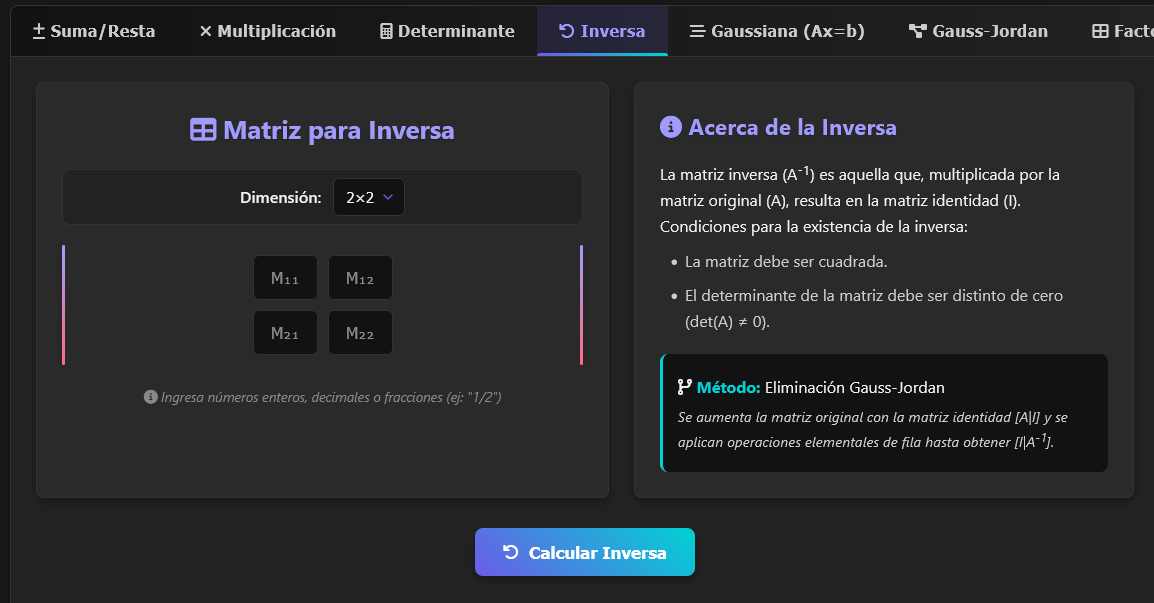 Suma/Resta
Multiplicación
Determinante
Inversa
Gaussiana (Ax=b)
Gauss-Jordan
Facto
Matriz para Inversa
Dimensión: 2×2
M₁₁ M₁₂
M₂₁ M₂₂
Ingresa números enteros, decimales o fracciones (ej: "1/2")
Acerca de la Inversa
La matriz inversa (A⁻¹) es aquella que, multiplicada por la
matriz original (A), resulta en la matriz identidad (I).
Condiciones para la existencia de la inversa:
• La matriz debe ser cuadrada.
• El determinante de la matriz debe ser distinto de cero
(det(A) ≠ 0).
Método: Eliminación Gauss-Jordan
Se aumenta la matriz original con la matriz identidad [A|I] y se
aplican operaciones elementales de fila hasta obtener [I|A⁻¹].
Calcular Inversa